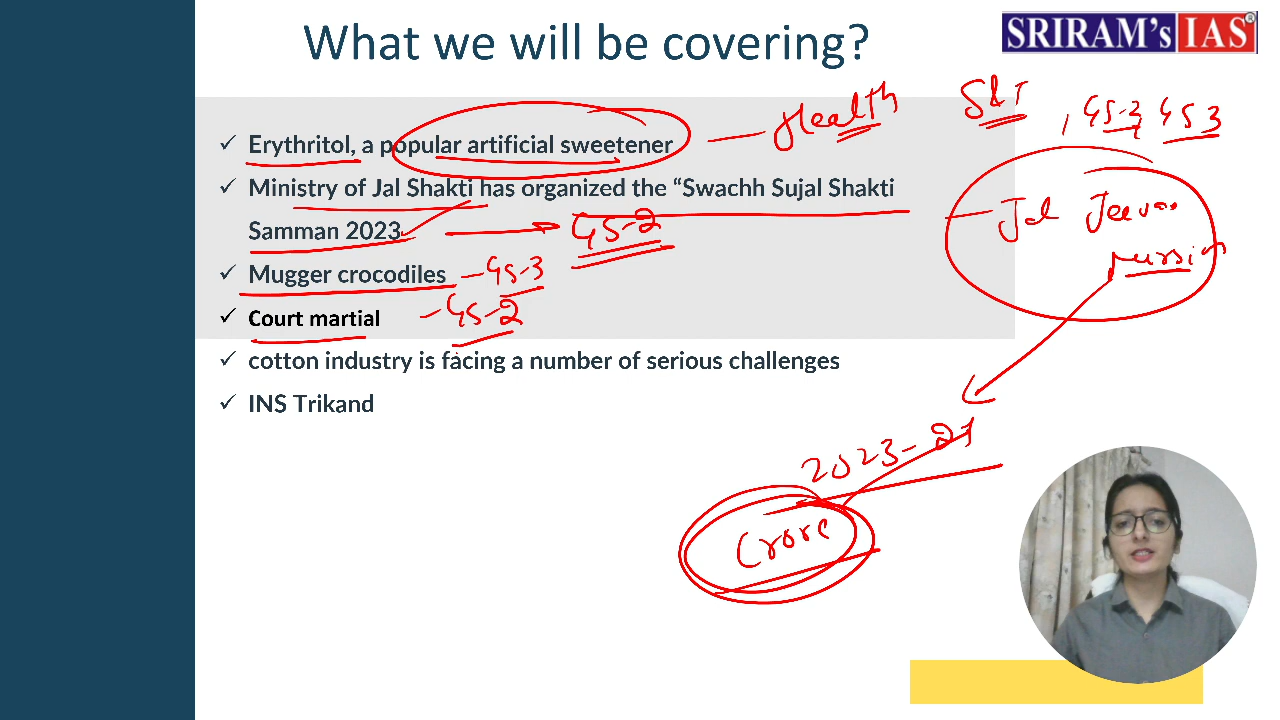 What we will be covering?
SRIRAM's IAS
®
✓ Erythritol, a popular artificial sweetener
— Health
S&T
, GS-2, GS 3
✓ Ministry of Jal Shakti has organized the “Swachh Sujal Shakti
Samman 2023
GS-2
— Jal Jeevan
mission
✓ Mugger crocodiles
– GS-3
✓ Court martial
– GS-2
✓ cotton industry is facing a number of serious challenges
✓ INS Trikand
2023-
Crore